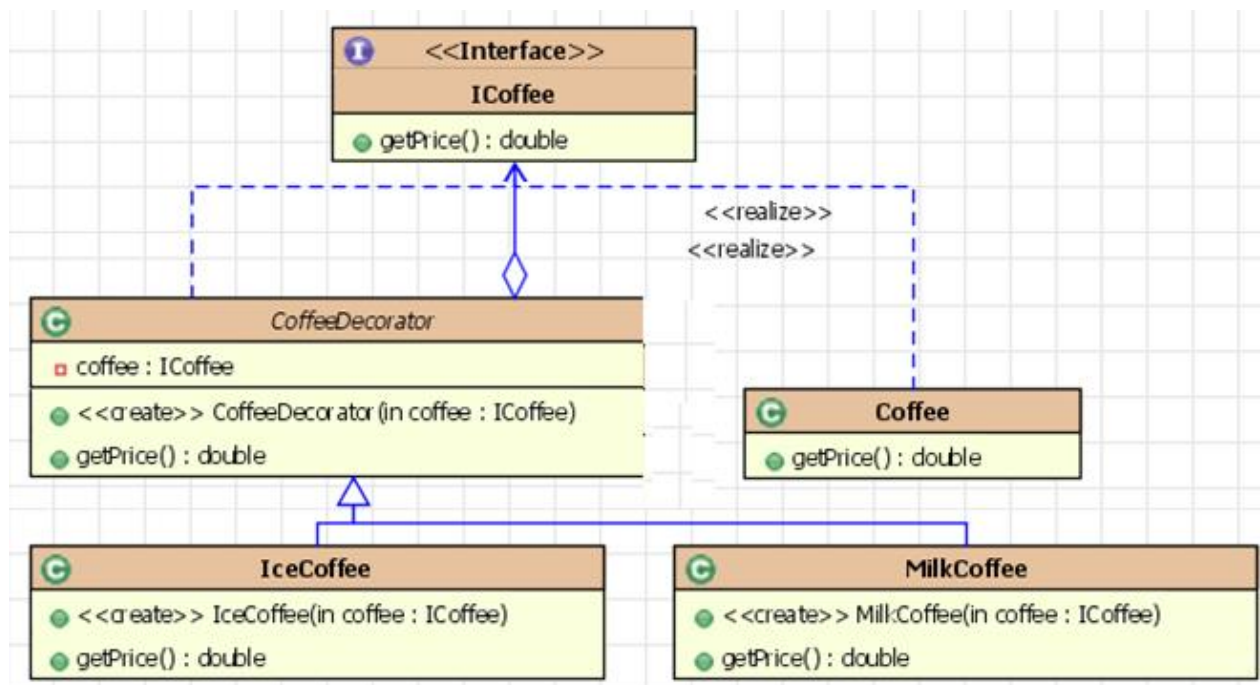 <<Interface>>
ICoffee
getPrice() : double
<<realize>>
<<realize>>
CoffeeDecorator
coffee : ICoffee
<<create>> CoffeeDecorator(in coffee : ICoffee)
getPrice() : double
Coffee
getPrice() : double
IceCoffee
<<create>> IceCoffee(in coffee : ICoffee)
getPrice() : double
MilkCoffee
<<create>> MilkCoffee(in coffee : ICoffee)
getPrice() : double